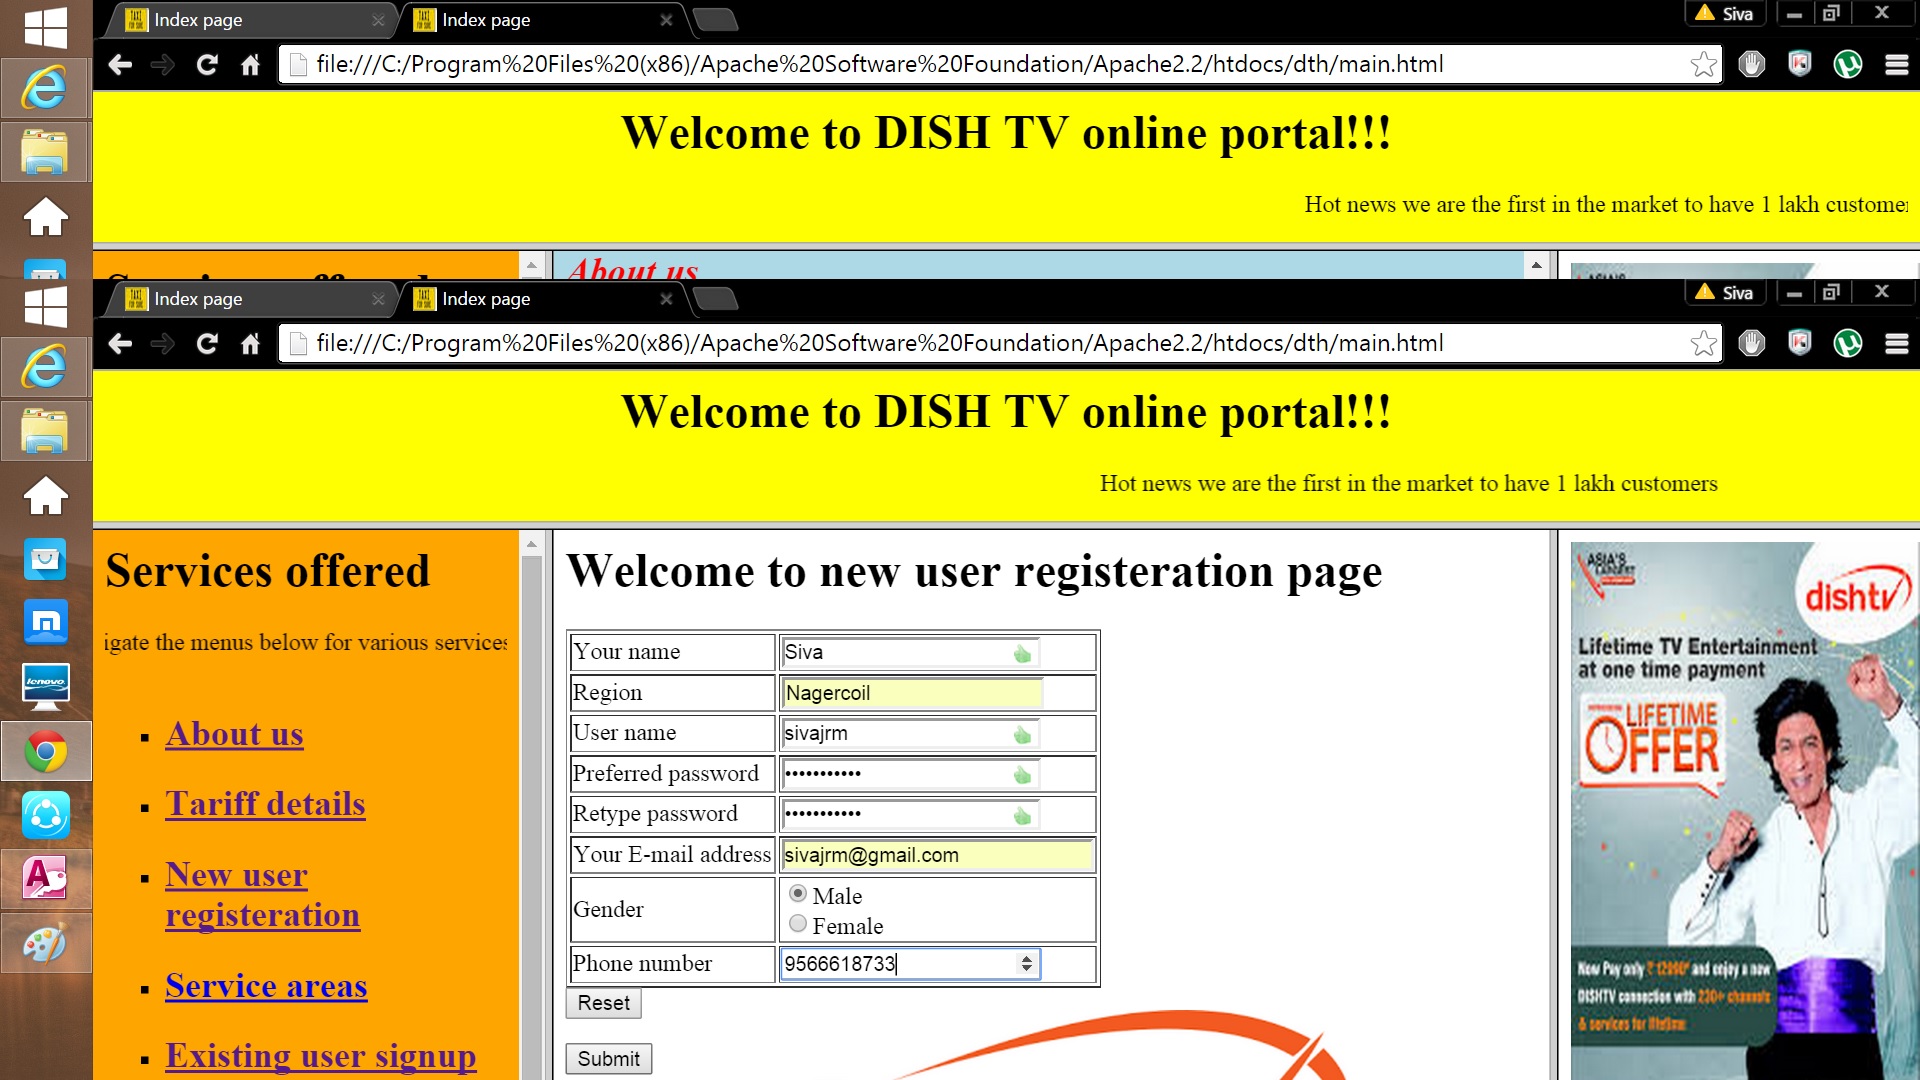 Index page
Index page
Siva
file:///C:/Program%20Files%20(x86)/Apache%20Software%20Foundation/Apache2.2/htdocs/dth/main.html
Welcome to DISH TV online portal!!!
Hot news we are the first in the market to have 1 lakh customer
About us
Index page
Index page
Siva
file:///C:/Program%20Files%20(x86)/Apache%20Software%20Foundation/Apache2.2/htdocs/dth/main.html
Welcome to DISH TV online portal!!!
Hot news we are the first in the market to have 1 lakh customers
Services offered
igate the menus below for various services
About us
Tariff details
New user
registeration
Service areas
Existing user signup
Welcome to new user registeration page
Your name Siva
Region Nagercoil
User name sivajrm
Preferred password •••••••••••
Retype password •••••••••••
Your E-mail address sivajrm@gmail.com
Gender Male
Female
Phone number 9566618733
Reset
Submit
ASIA'S
LARGEST
dishtv
Lifetime TV Entertainment
at one time payment
LIFETIME
OFFER
Now Pay only ₹ 12990* and enjoy a new
DISHTV connection with 230+ channels
& services for lifetime
lenovo